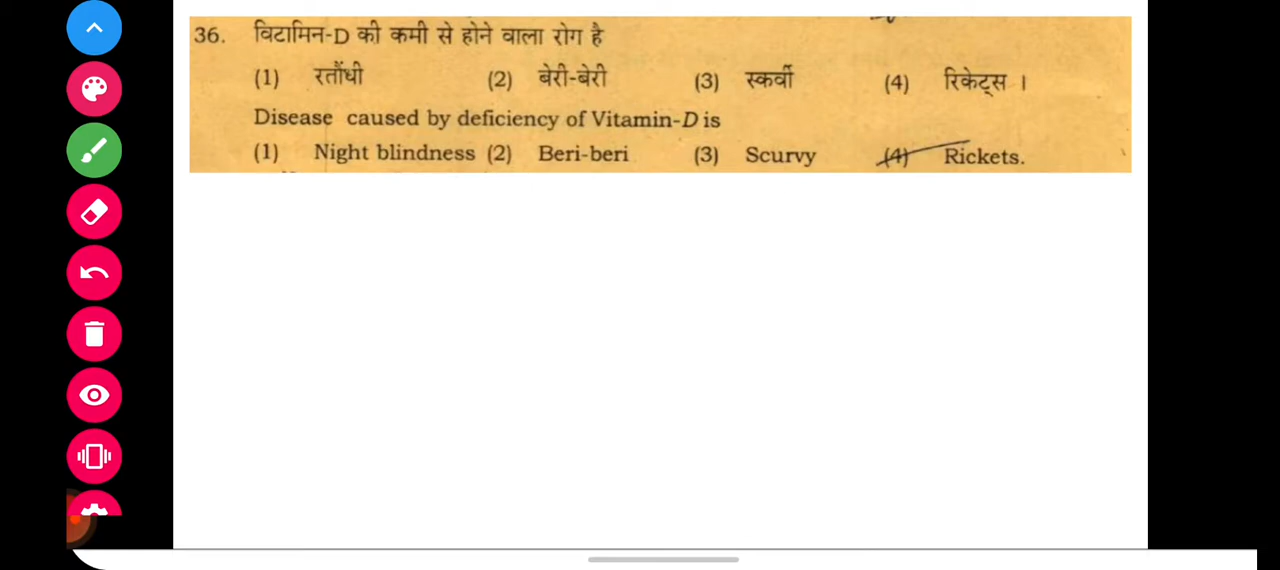 36. विटामिन-D की कमी से होने वाला रोग है
(1) रतौंधी (2) बेरी-बेरी (3) स्कर्वी (4) रिकेट्स ।
Disease caused by deficiency of Vitamin-D is
(1) Night blindness (2) Beri-beri (3) Scurvy (4) Rickets.